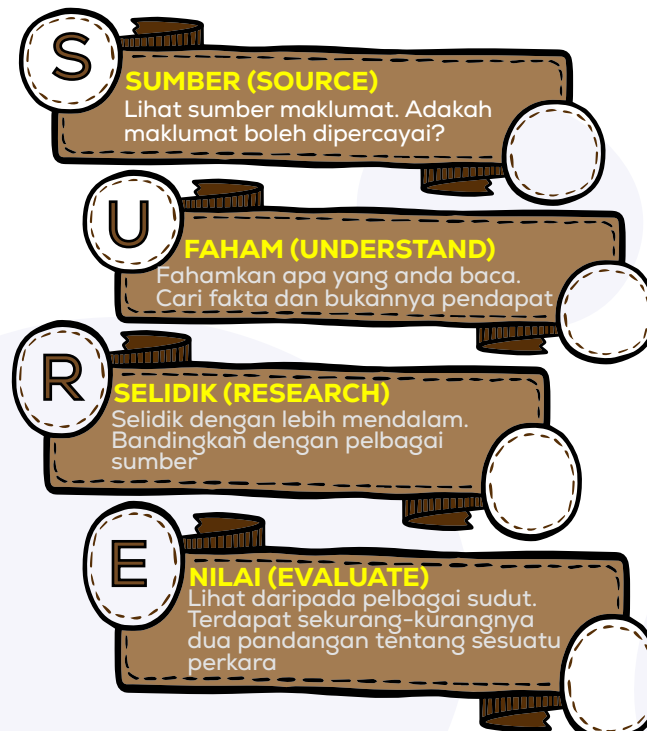 S
SUMBER (SOURCE)
Lihat sumber maklumat. Adakah
maklumat boleh dipercayai?
U
FAHAM (UNDERSTAND)
Fahamkan apa yang anda baca.
Cari fakta dan bukannya pendapat
R
SELIDIK (RESEARCH)
Selidik dengan lebih mendalam.
Bandingkan dengan pelbagai
sumber
E
NILAI (EVALUATE)
Lihat daripada pelbagai sudut.
Terdapat sekurang-kurangnya
dua pandangan tentang sesuatu
perkara